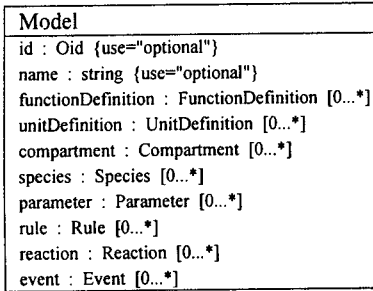 Model
id : Oid {use="optional"}
name : string {use="optional"}
functionDefinition : FunctionDefinition [0...*]
unitDefinition : UnitDefinition [0...*]
compartment : Compartment [0...*]
species : Species [0...*]
parameter : Parameter [0...*]
rule : Rule [0...*]
reaction : Reaction [0...*]
event : Event [0...*]